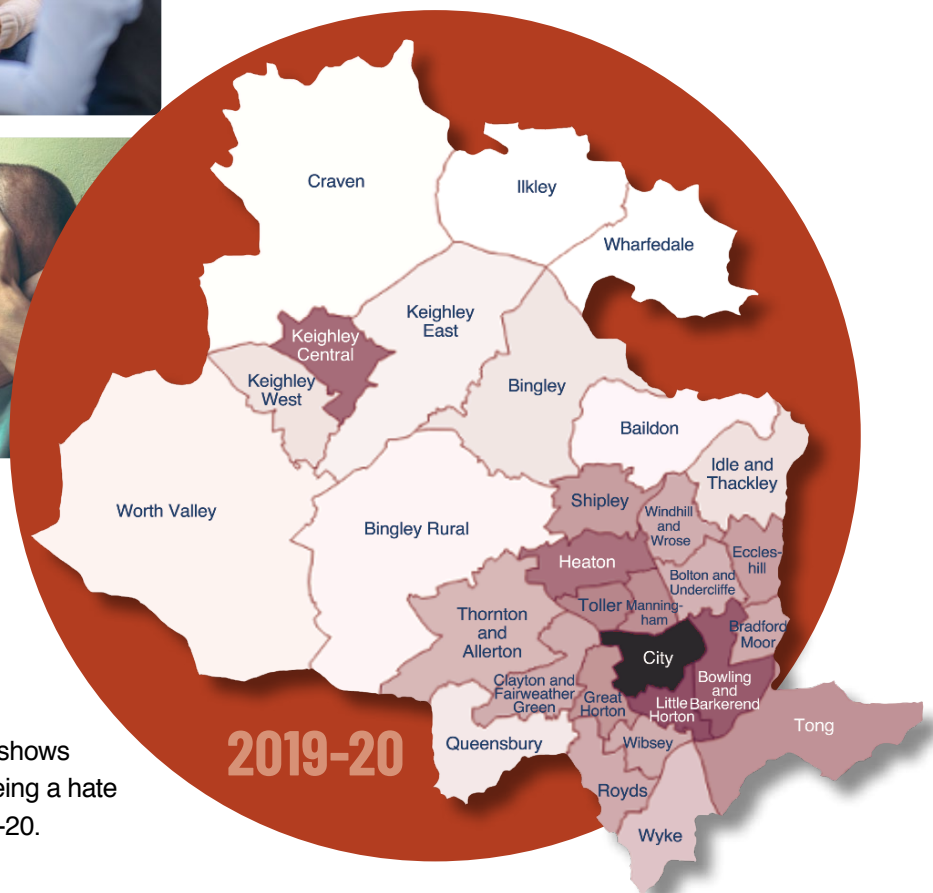 Craven
Ilkley
Wharfedale
Keighley
East
Keighley
Central
Keighley
West
Bingley
Baildon
Idle and
Thackley
Worth Valley
Bingley Rural
Shipley
Windhill
and
Wrose
Eccles-
hill
Heaton
Bolton and
Undercliffe
Toller
Manning-
ham
Thornton
and
Allerton
Bradford
Moor
City
Bowling
and
Barkerend
Clayton and
Fairweather
Green
Great
Horton
Little
Horton
Tong
Queensbury
Wibsey
Royds
Wyke
2019-20
shows
eing a hate
-20.